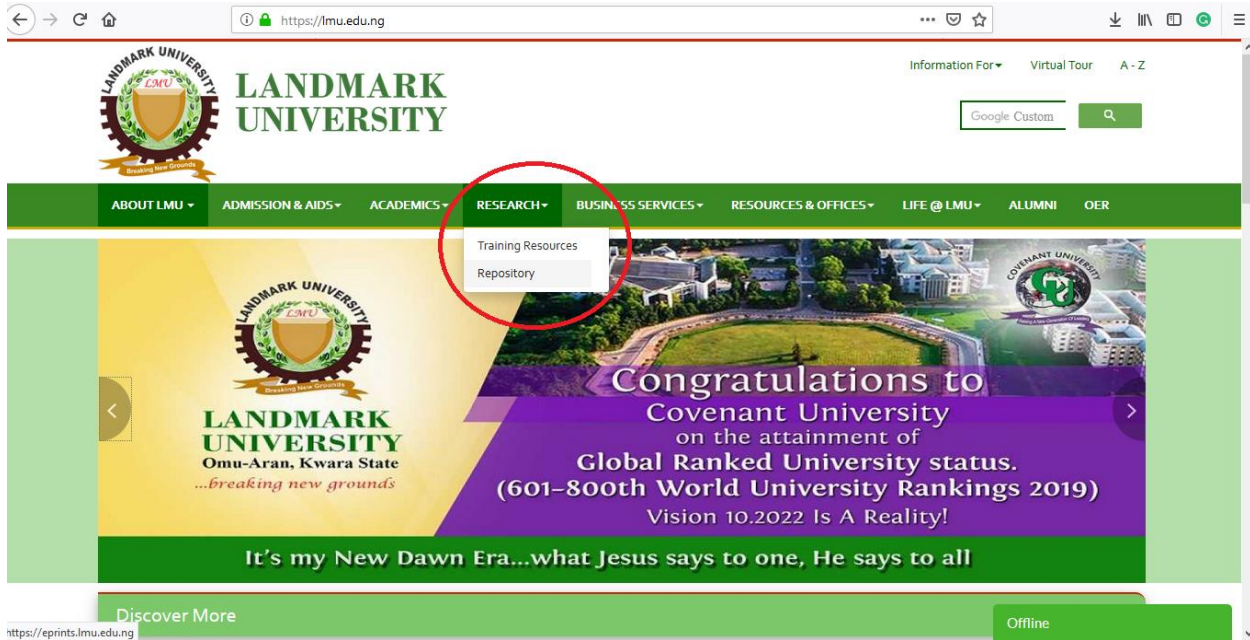 https://lmu.edu.ng
LANDMARK UNIVERSITY
LMU
Breaking New Grounds
LANDMARK
UNIVERSITY
Information For
Virtual Tour
A - Z
Google Custom
ABOUT LMU
ADMISSION & AIDS
ACADEMICS
RESEARCH
BUSINESS SERVICES
RESOURCES & OFFICES
LIFE @ LMU
ALUMNI
OER
Training Resources
Repository
LANDMARK UNIVERSITY
LMU
Breaking New Grounds
LANDMARK
UNIVERSITY
Omu-Aran, Kwara State
...breaking new grounds
COVENANT UNIVERSITY
Congratulations to
Covenant University
on the attainment of
Global Ranked University status.
(601-800th World University Rankings 2019)
Vision 10.2022 Is A Reality!
It's my New Dawn Era...what Jesus says to one, He says to all
Discover More
Offline
https://eprints.lmu.edu.ng